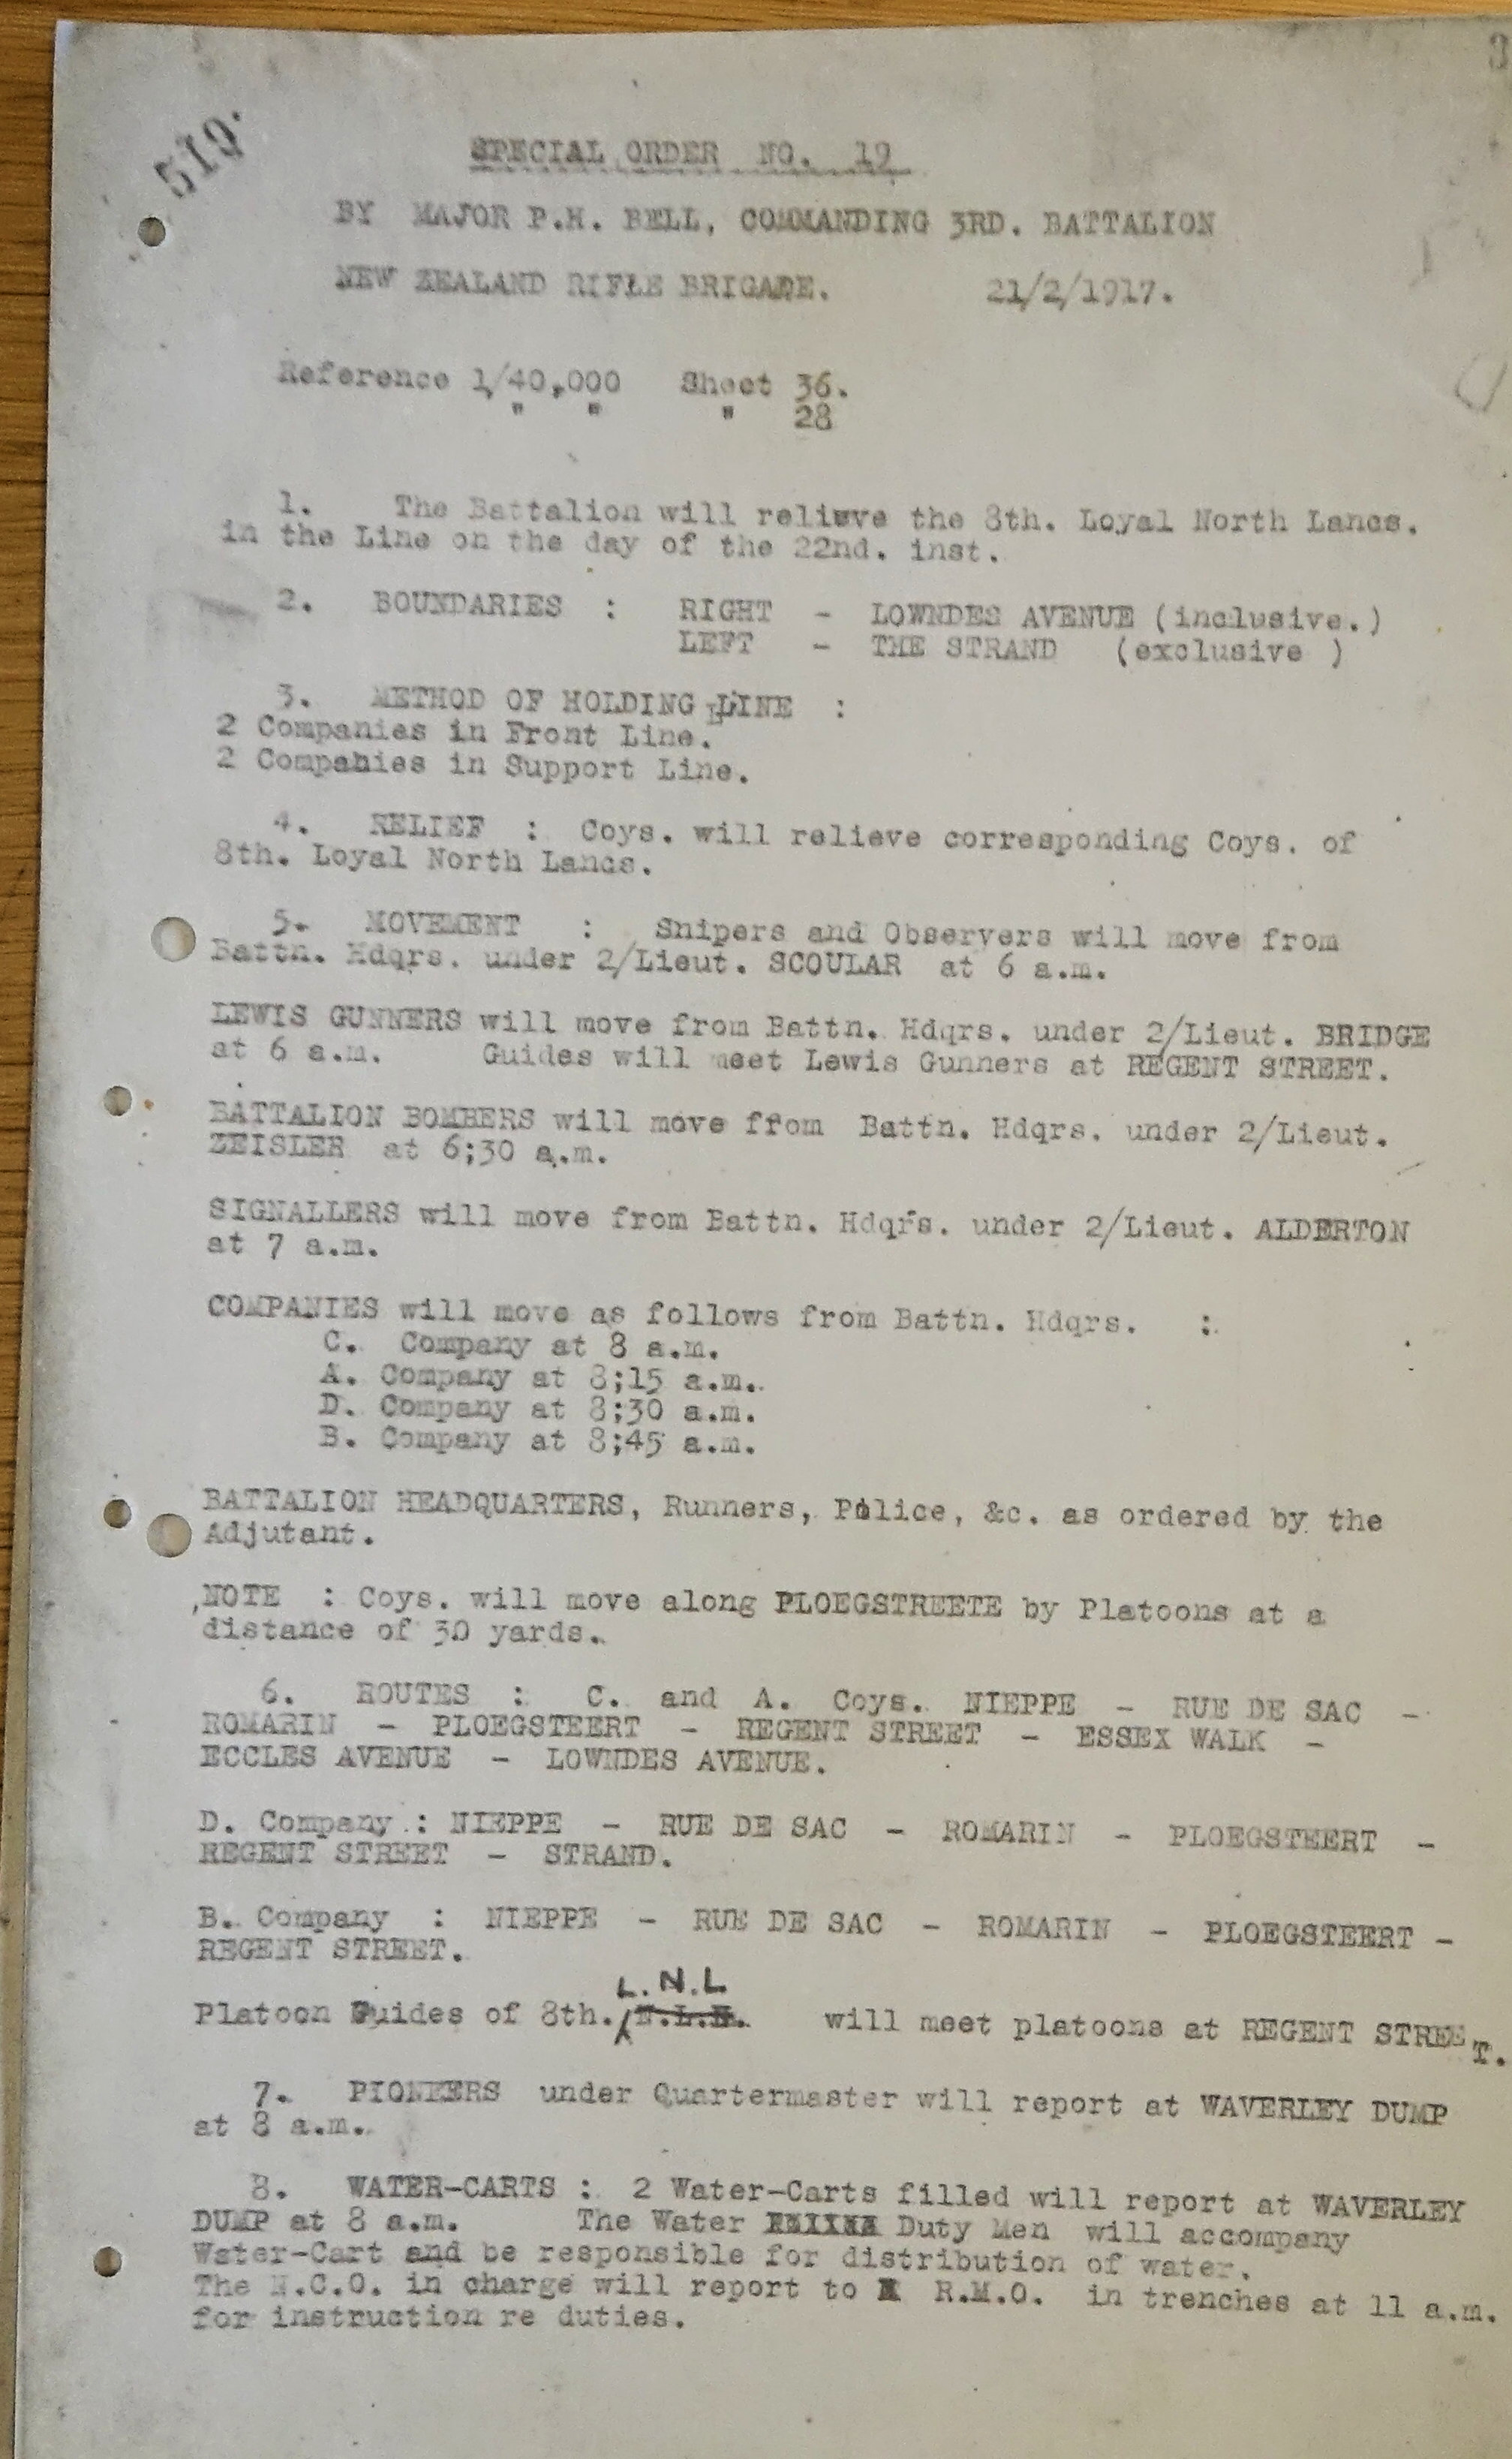 3
510.
SPECIAL ORDER NO. 19
BY MAJOR P.H. BELL, COMMANDING 3RD. BATTALION
NEW ZEALAND RIFLE BRIGADE. 21/2/1917.
Reference 1/40,000 Sheet 36.
" " " 28
1. The Battalion will relieve the 8th. Loyal North Lancs.
in the Line on the day of the 22nd. inst.
2. BOUNDARIES : RIGHT - LOWNDES AVENUE (inclusive.)
LEFT - THE STRAND (exclusive )
3. METHOD OF HOLDING LINE :
2 Companies in Front Line.
2 Companies in Support Line.
4. RELIEF : Coys. will relieve corresponding Coys. of
8th. Loyal North Lancs.
5. MOVEMENT : Snipers and Observers will move from
Battn. Hdqrs. under 2/Lieut. SCOULAR at 6 a.m.
LEWIS GUNNERS will move from Battn. Hdqrs. under 2/Lieut. BRIDGE
at 6 a.m. Guides will meet Lewis Gunners at REGENT STREET.
BATTALION BOMBERS will move from Battn. Hdqrs. under 2/Lieut.
ZEISLER at 6;30 a.m.
SIGNALLERS will move from Battn. Hdqrs. under 2/Lieut. ALDERTON
at 7 a.m.
COMPANIES will move as follows from Battn. Hdqrs. :
C. Company at 8 a.m.
A. Company at 8;15 a.m.
D. Company at 8;30 a.m.
B. Company at 8;45 a.m.
BATTALION HEADQUARTERS, Runners, Police, &c. as ordered by the
Adjutant.
NOTE : Coys. will move along PLOEGSTREETE by Platoons at a
distance of 30 yards.
6. ROUTES : C. and A. Coys. NIEPPE - RUE DE SAC -
ROMARIN - PLOEGSTEERT - REGENT STREET - ESSEX WALK -
ECCLES AVENUE - LOWNDES AVENUE.
D. Company : NIEPPE - RUE DE SAC - ROMARIN - PLOEGSTEERT -
REGENT STREET - STRAND.
B. Company : NIEPPE - RUE DE SAC - ROMARIN - PLOEGSTEERT -
REGENT STREET.
L.N.L
Platoon Guides of 8th. will meet platoons at REGENT STREET.
7. PIONEERS under Quartermaster will report at WAVERLEY DUMP
at 8 a.m.
8. WATER-CARTS : 2 Water-Carts filled will report at WAVERLEY
DUMP at 8 a.m. The Water Duty Men will accompany
Water-Cart and be responsible for distribution of water.
The N.C.O. in charge will report to R.M.O. in trenches at 11 a.m.
for instruction re duties.